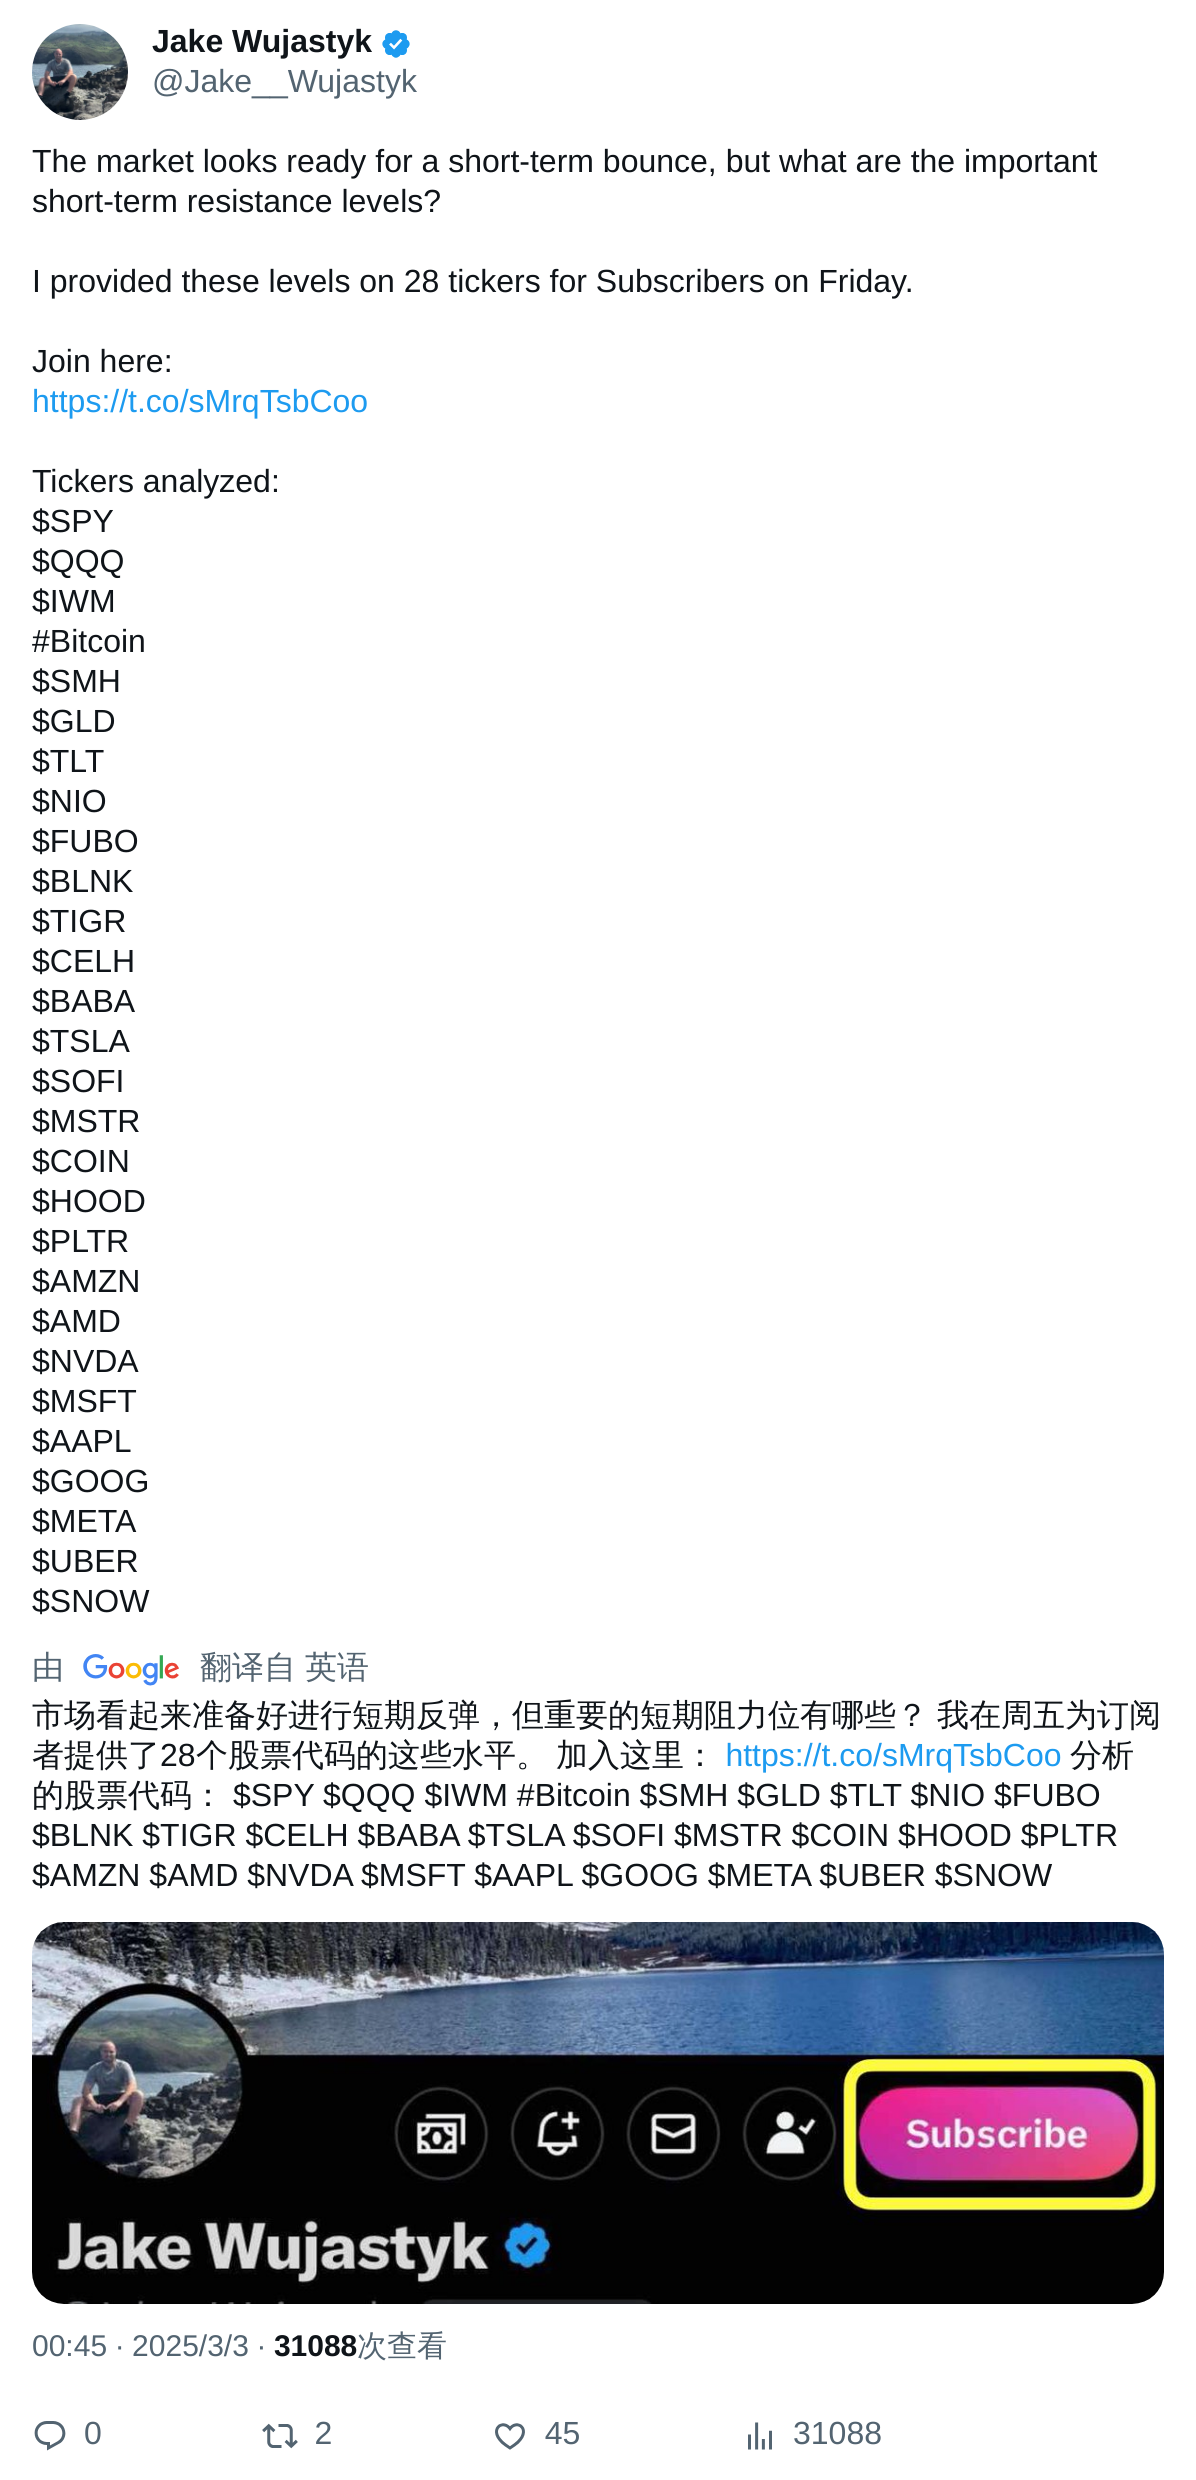 Jake Wujastyk
@Jake__Wujastyk
The market looks ready for a short-term bounce, but what are the important
short-term resistance levels?
I provided these levels on 28 tickers for Subscribers on Friday.
Join here:
https://t.co/sMrqTsbCoo
Tickers analyzed:
$SPY
$QQQ
$IWM
#Bitcoin
$SMH
$GLD
$TLT
$NIO
$FUBO
$BLNK
$TIGR
$CELH
$BABA
$TSLA
$SOFI
$MSTR
$COIN
$HOOD
$PLTR
$AMZN
$AMD
$NVDA
$MSFT
$AAPL
$GOOG
$META
$UBER
$SNOW
由 Google 翻译自 英语
市场看起来准备好进行短期反弹，但重要的短期阻力位有哪些？ 我在周五为订阅
者提供了28个股票代码的这些水平。 加入这里： https://t.co/sMrqTsbCoo 分析
的股票代码： $SPY $QQQ $IWM #Bitcoin $SMH $GLD $TLT $NIO $FUBO
$BLNK $TIGR $CELH $BABA $TSLA $SOFI $MSTR $COIN $HOOD $PLTR
$AMZN $AMD $NVDA $MSFT $AAPL $GOOG $META $UBER $SNOW
Subscribe
Jake Wujastyk
00:45 · 2025/3/3 · 31088次查看
0 2 45 31088